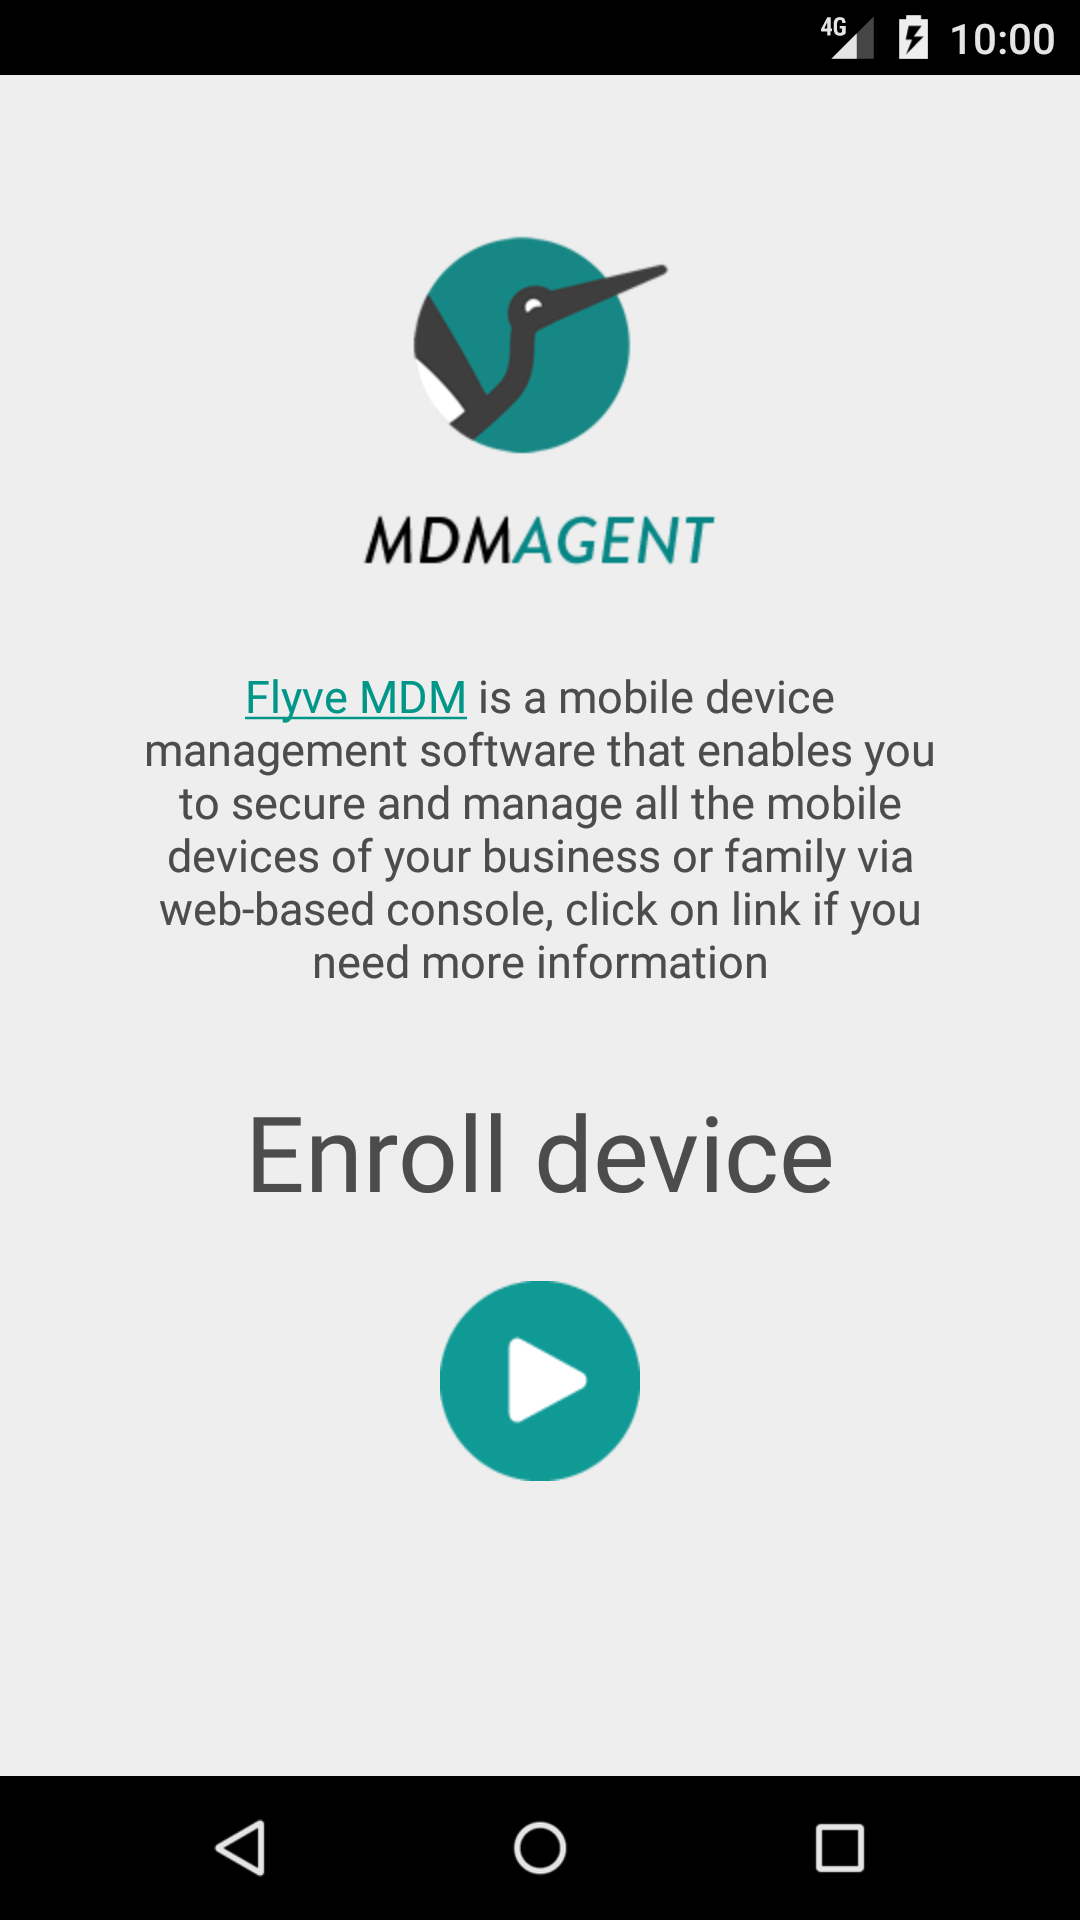 4G 10:00
MDMAGENT
Flyve MDM is a mobile device
management software that enables you
to secure and manage all the mobile
devices of your business or family via
web-based console, click on link if you
need more information
Enroll device